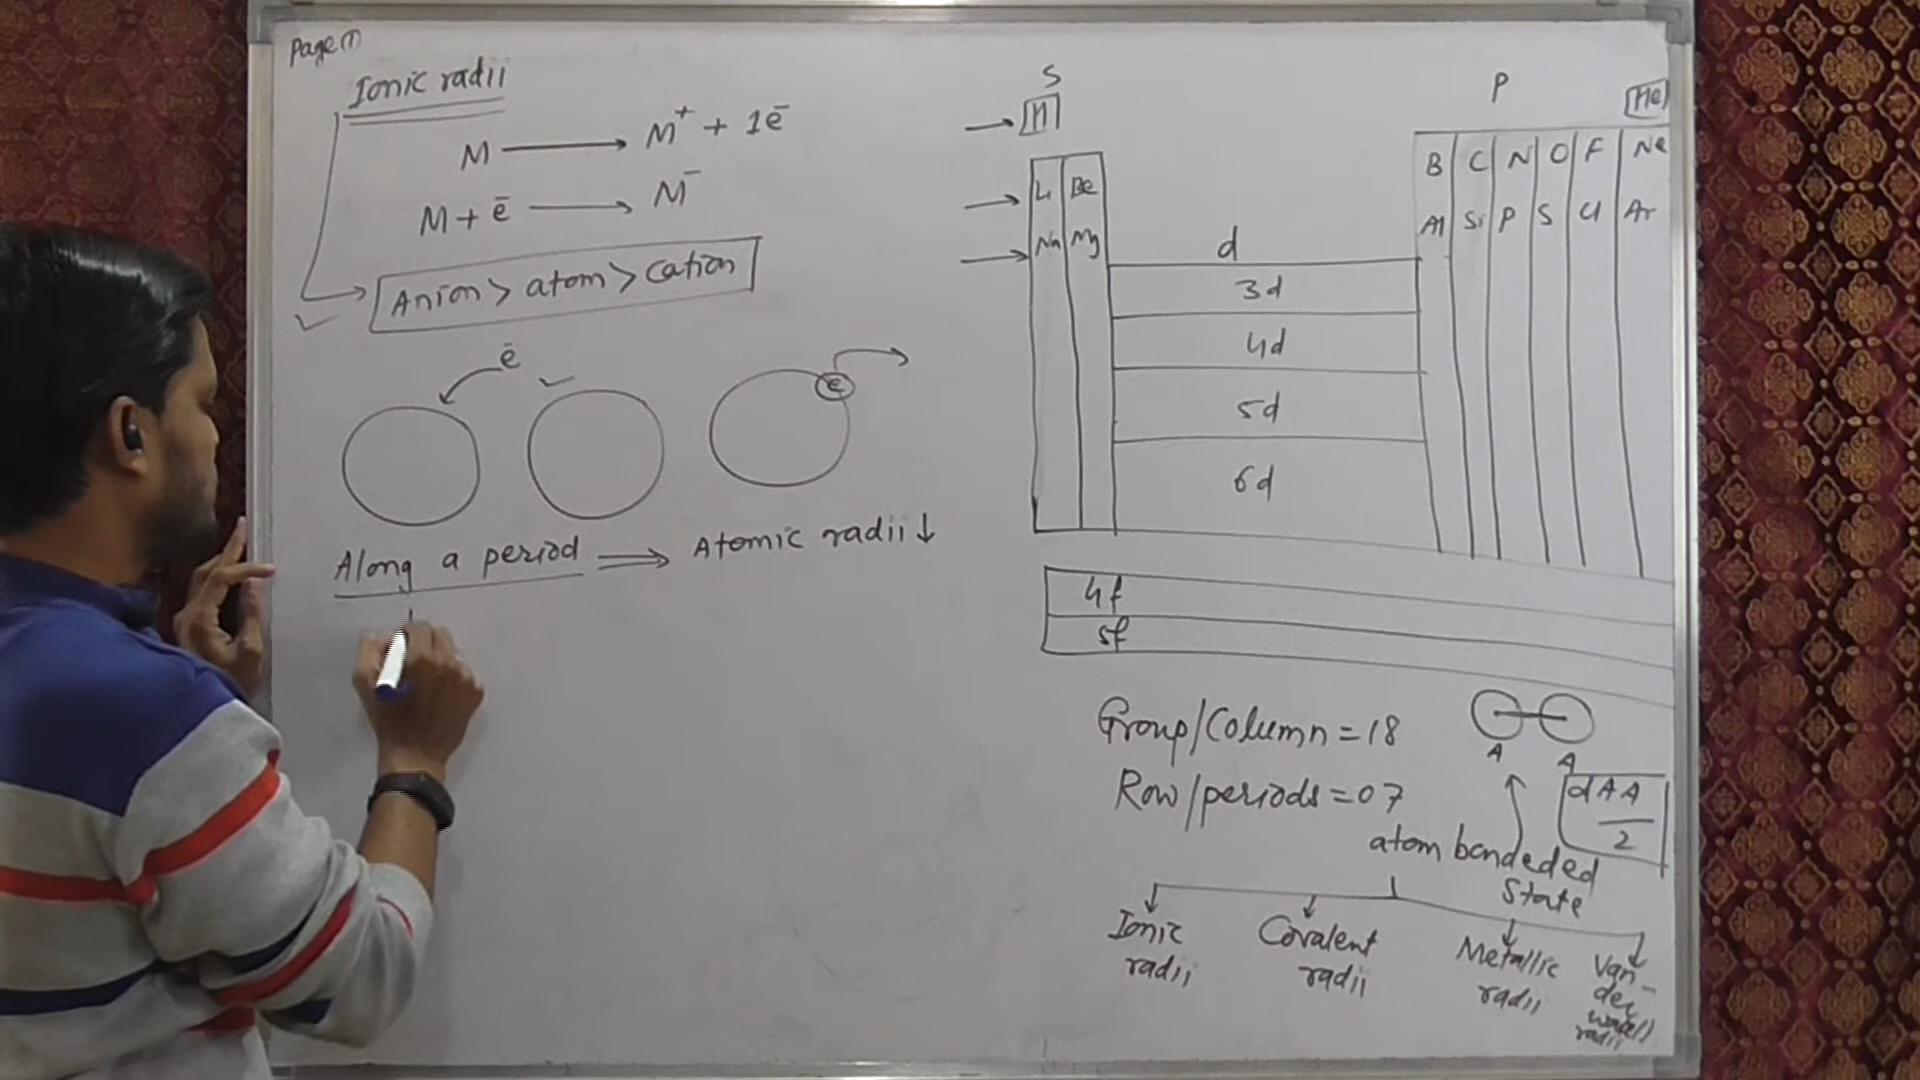 Page ①
Ionic radii
M ⟶ M⁺ + 1ē
M + ē ⟶ M⁻
Anion > atom > cation
ē
e
Along a period ⟹ Atomic radii ↓
S
H
P
He
Li Be
Na Mg
B C N O F Ne
Al Si P S Cl Ar
d
3d
4d
5d
6d
4f
5f
Group/Column = 18
Row/periods = 07
A A
dAA
2
atom bondeded
State
Ionic
radii
Covalent
radii
Metallic
radii
Van-
der
radii